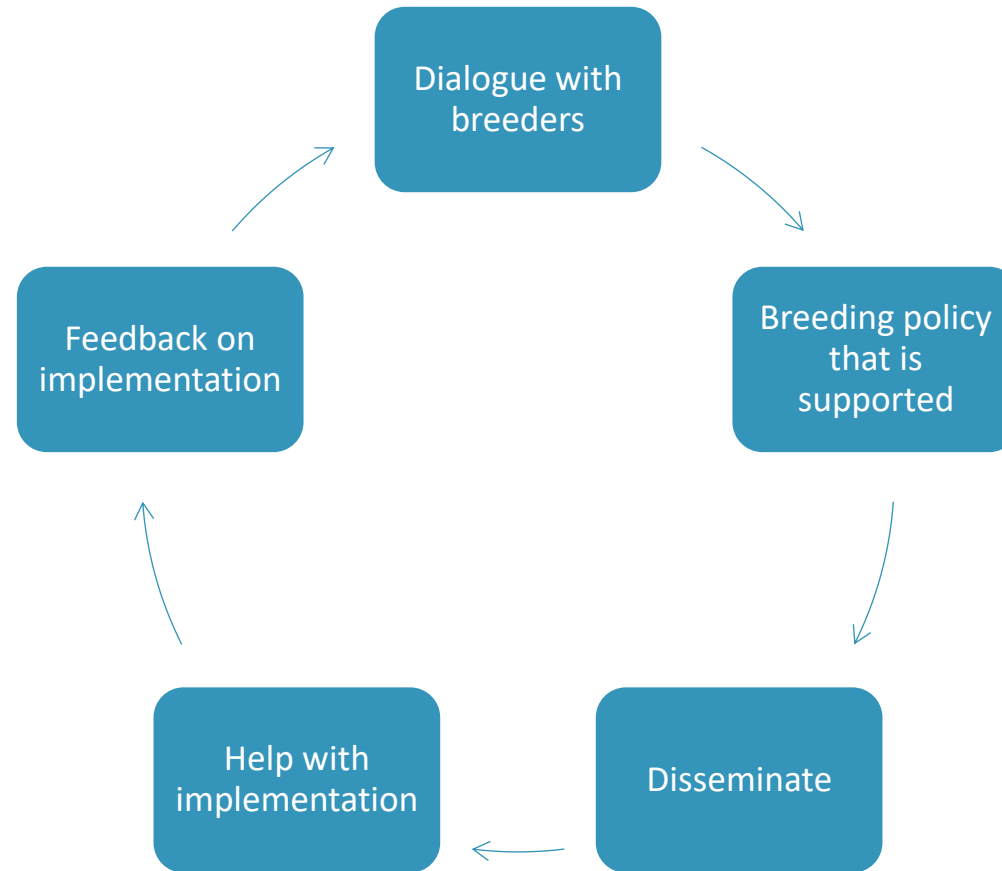 Dialogue with
breeders
Breeding policy
that is
supported
Disseminate
Help with
implementation
Feedback on
implementation